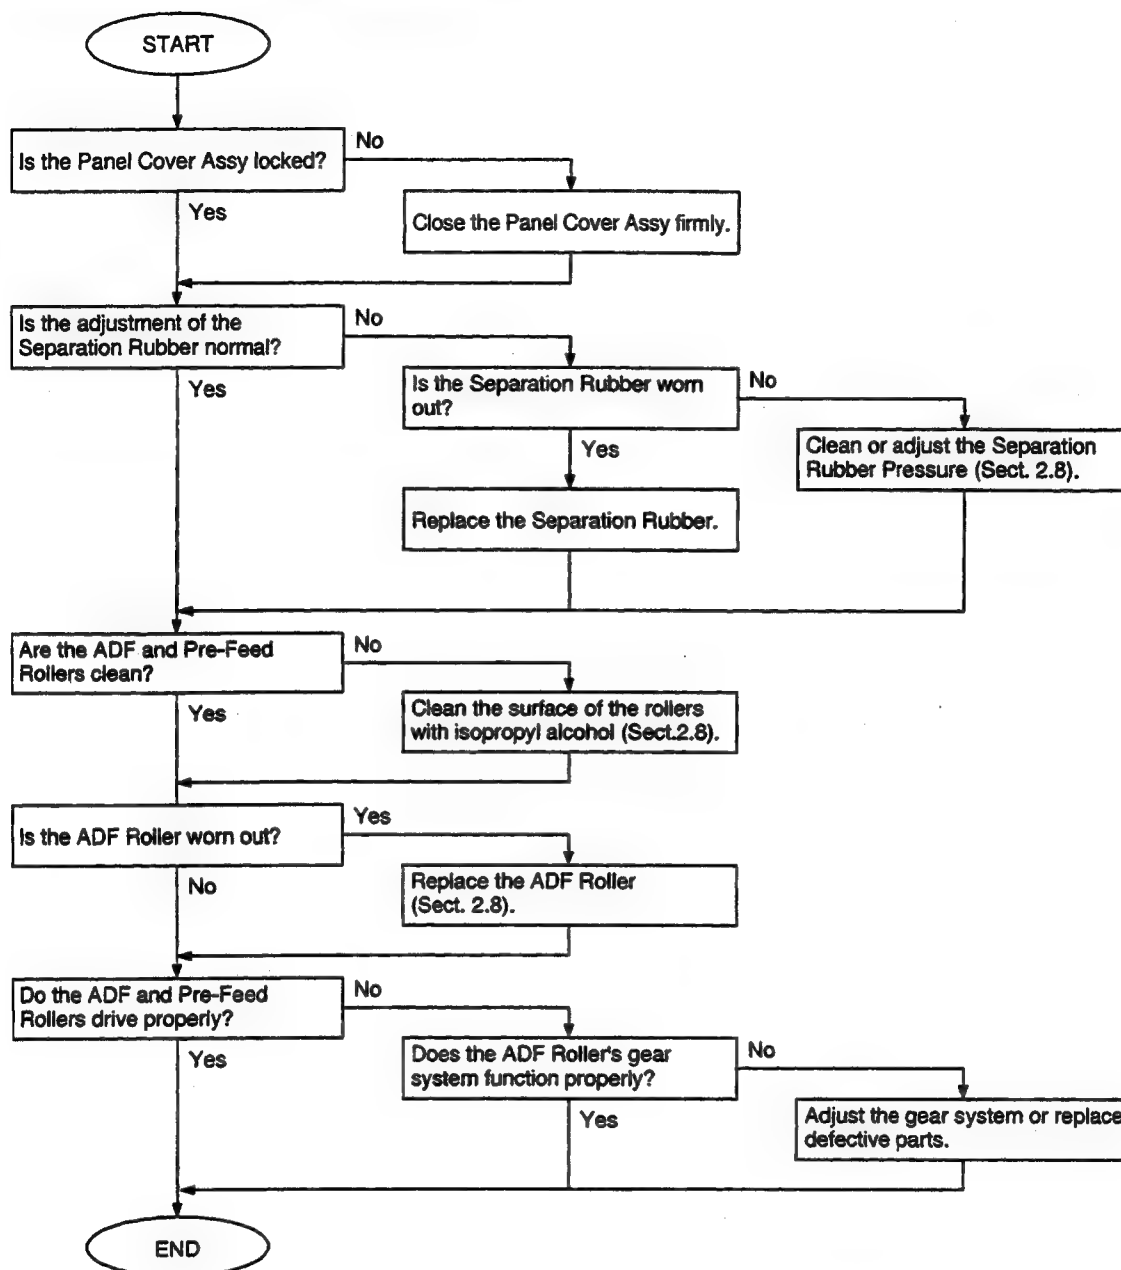 START
Is the Panel Cover Assy locked?
No
Yes
Close the Panel Cover Assy firmly.
Is the adjustment of the
Separation Rubber normal?
No
Yes
Is the Separation Rubber worn
out?
No
Yes
Clean or adjust the Separation
Rubber Pressure (Sect. 2.8).
Replace the Separation Rubber.
Are the ADF and Pre-Feed
Rollers clean?
No
Yes
Clean the surface of the rollers
with isopropyl alcohol (Sect.2.8).
Is the ADF Roller worn out?
Yes
No
Replace the ADF Roller
(Sect. 2.8).
Do the ADF and Pre-Feed
Rollers drive properly?
No
Yes
Does the ADF Roller's gear
system function properly?
No
Yes
Adjust the gear system or replace
defective parts.
END